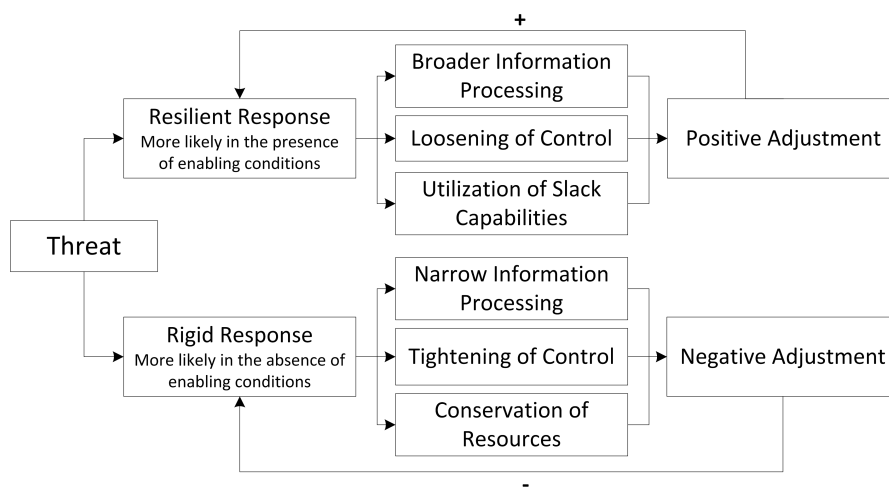 +
Broader Information
Processing
Resilient Response
More likely in the presence
of enabling conditions
Loosening of Control
Positive Adjustment
Utilization of Slack
Capabilities
Threat
Narrow Information
Processing
Rigid Response
More likely in the absence of
enabling conditions
Tightening of Control
Negative Adjustment
Conservation of
Resources
-